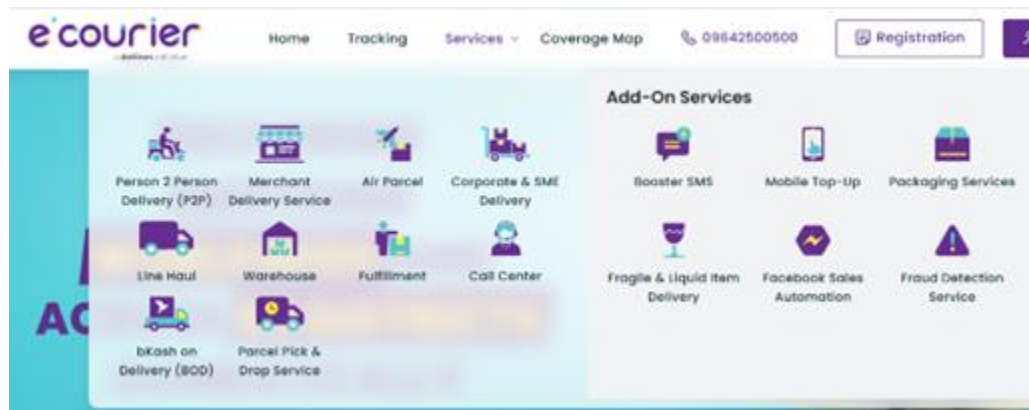 e'courier
Home
Tracking
Services
Coverage Map
09642500500
Registration
Person 2 Person
Delivery (P2P)
Merchant
Delivery Service
Air Parcel
Corporate & SME
Delivery
Line Haul
Warehouse
Fulfillment
Call Center
bKash on
Delivery (BOD)
Parcel Pick &
Drop Service
Add-On Services
Booster SMS
Mobile Top-Up
Packaging Services
Fragile & Liquid Item
Delivery
Facebook Sales
Automation
Fraud Detection
Service
AC